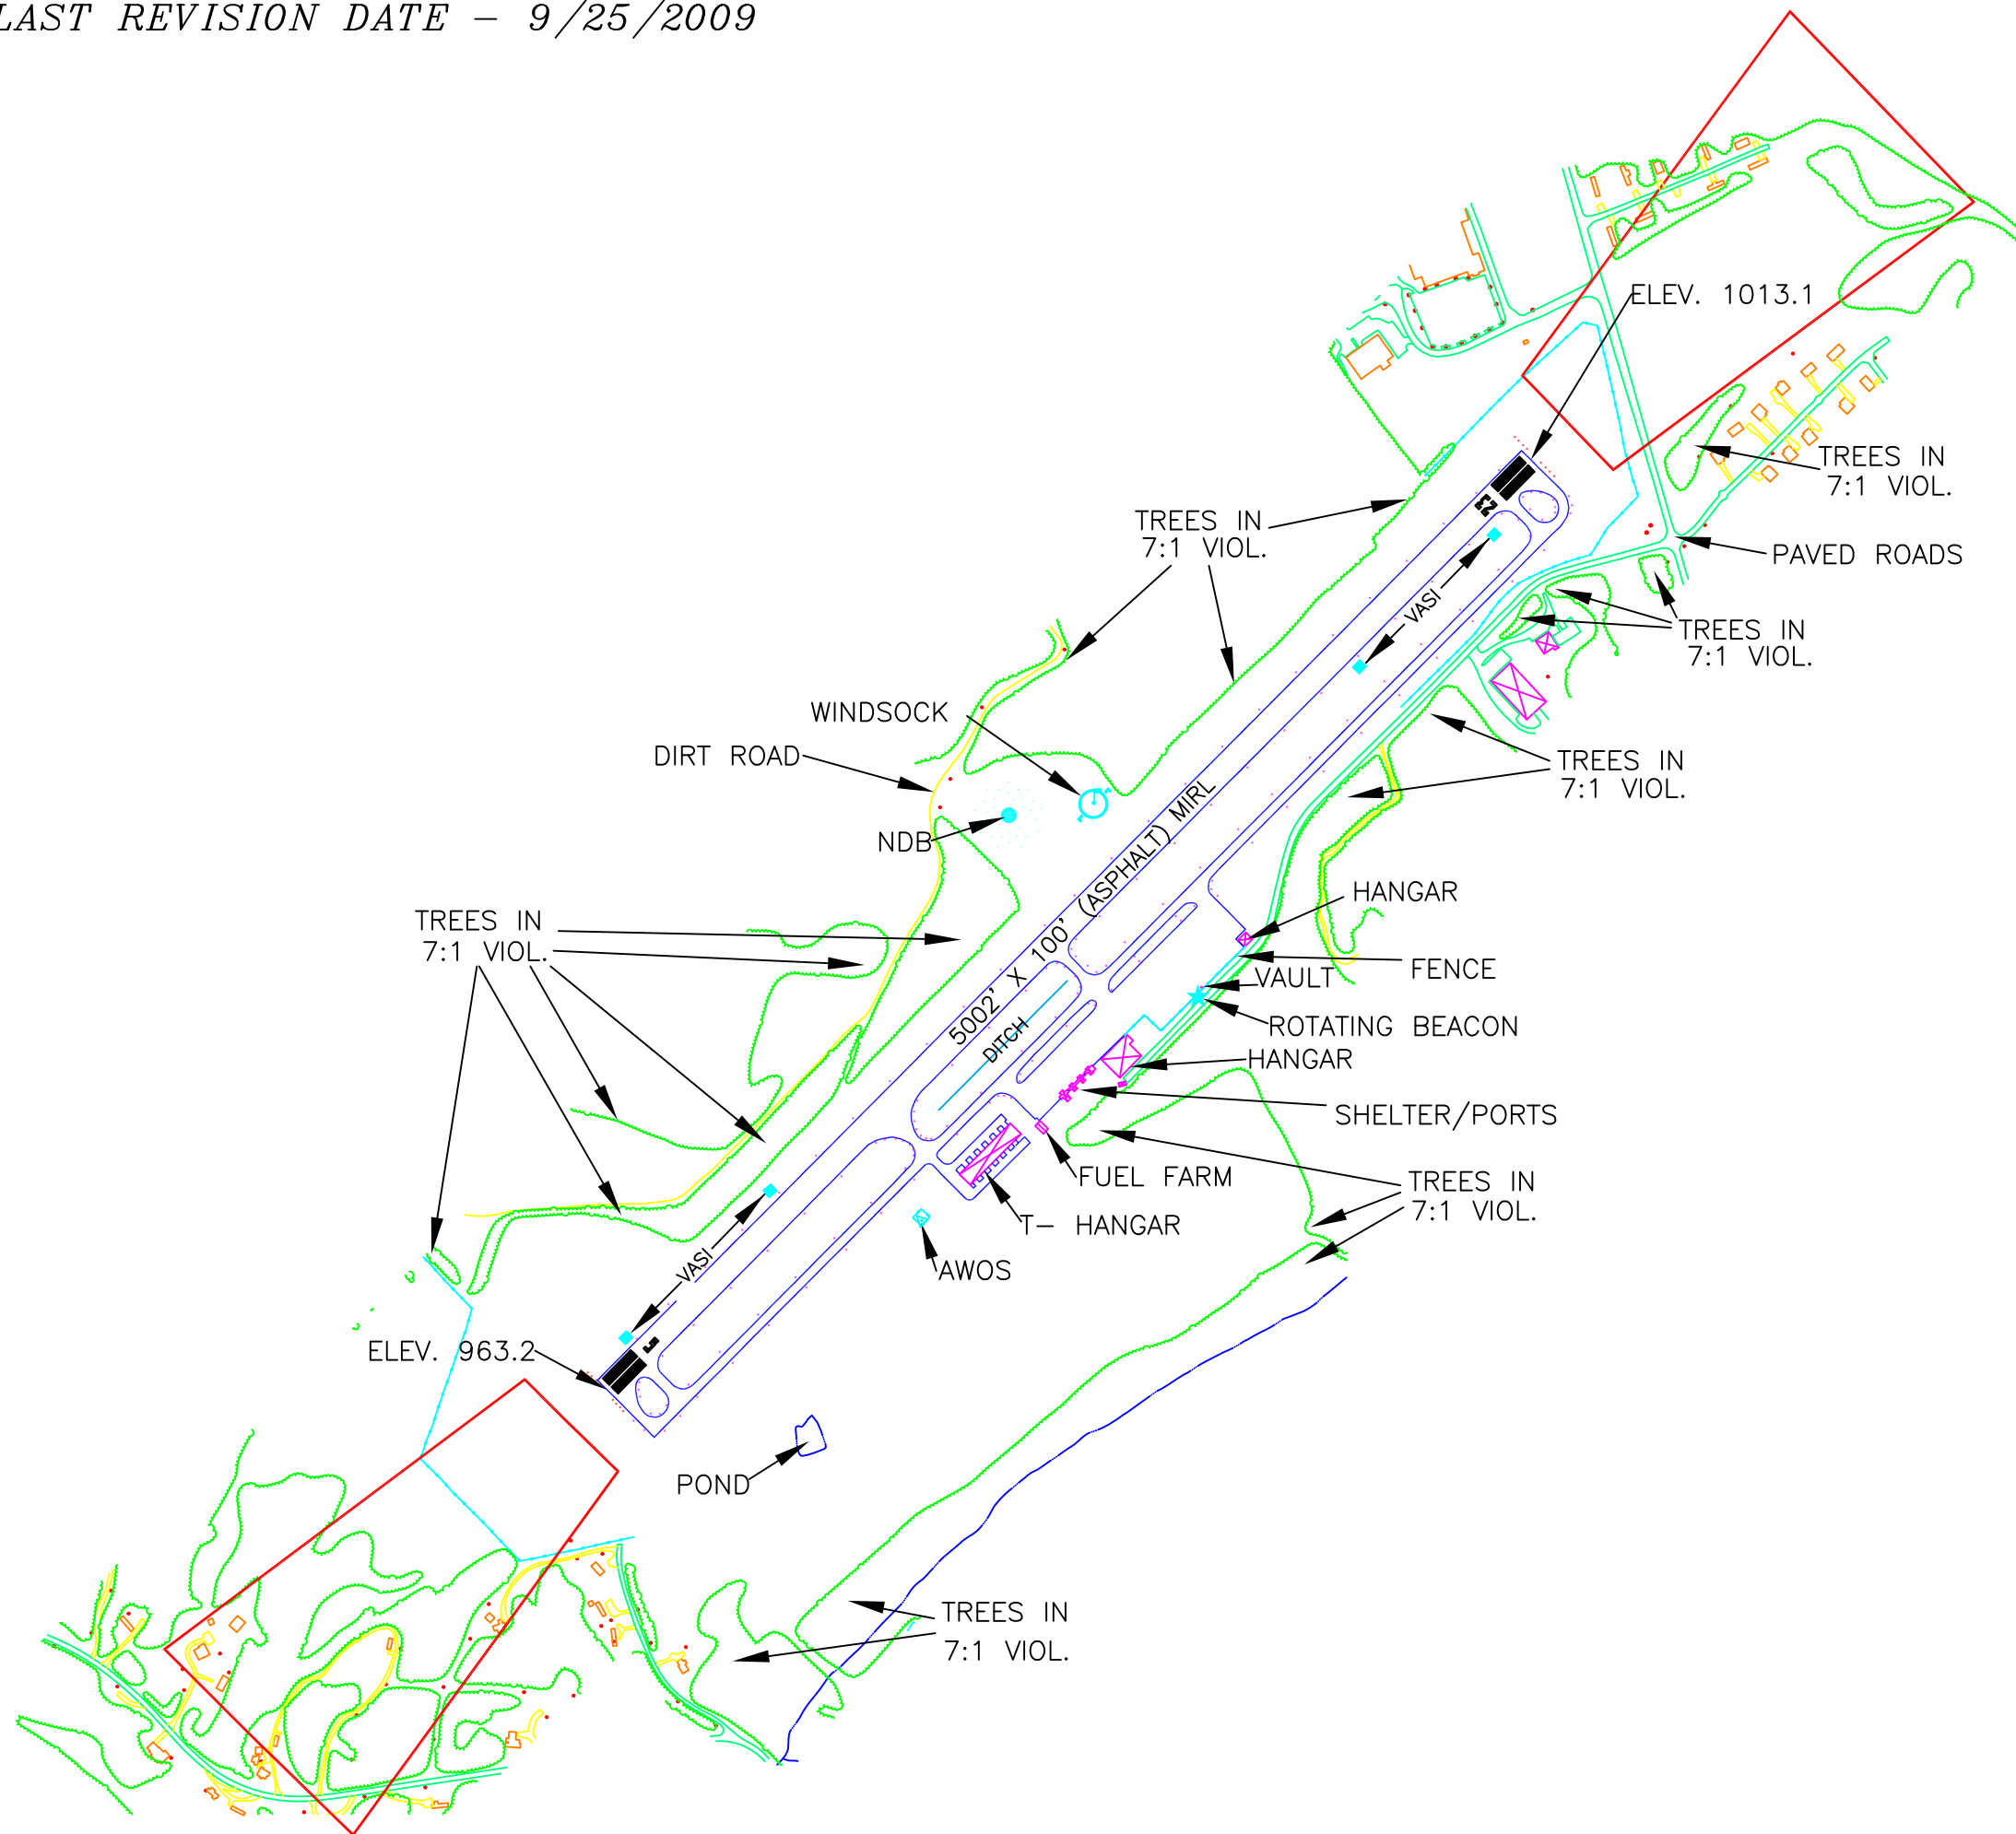 LAST REVISION DATE - 9/25/2009
ELEV. 1013.1
TREES IN
7:1 VIOL.
23
TREES IN
7:1 VIOL.
PAVED ROADS
VASI
TREES IN
7:1 VIOL.
WINDSOCK
DIRT ROAD
TREES IN
7:1 VIOL.
NDB
5002' X 100' (ASPHALT) MIRL
HANGAR
TREES IN
7:1 VIOL.
FENCE
VAULT
ROTATING BEACON
DITCH
HANGAR
SHELTER/PORTS
FUEL FARM
TREES IN
7:1 VIOL.
T- HANGAR
VASI
AWOS
ELEV. 963.2
POND
TREES IN
7:1 VIOL.